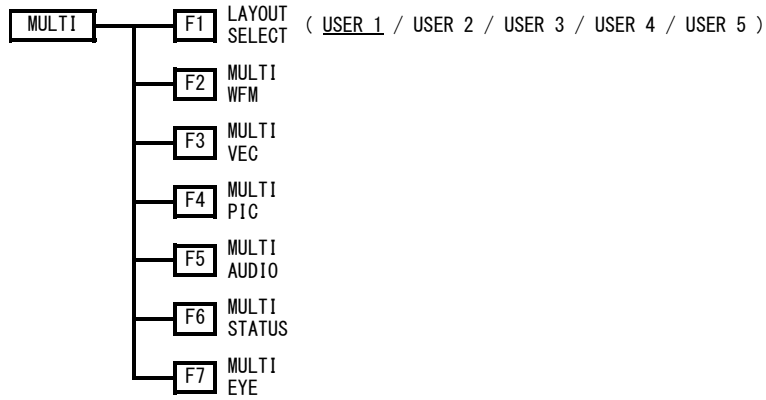 MULTI F1 LAYOUT SELECT ( USER 1 / USER 2 / USER 3 / USER 4 / USER 5 )
F2 MULTI WFM
F3 MULTI VEC
F4 MULTI PIC
F5 MULTI AUDIO
F6 MULTI STATUS
F7 MULTI EYE